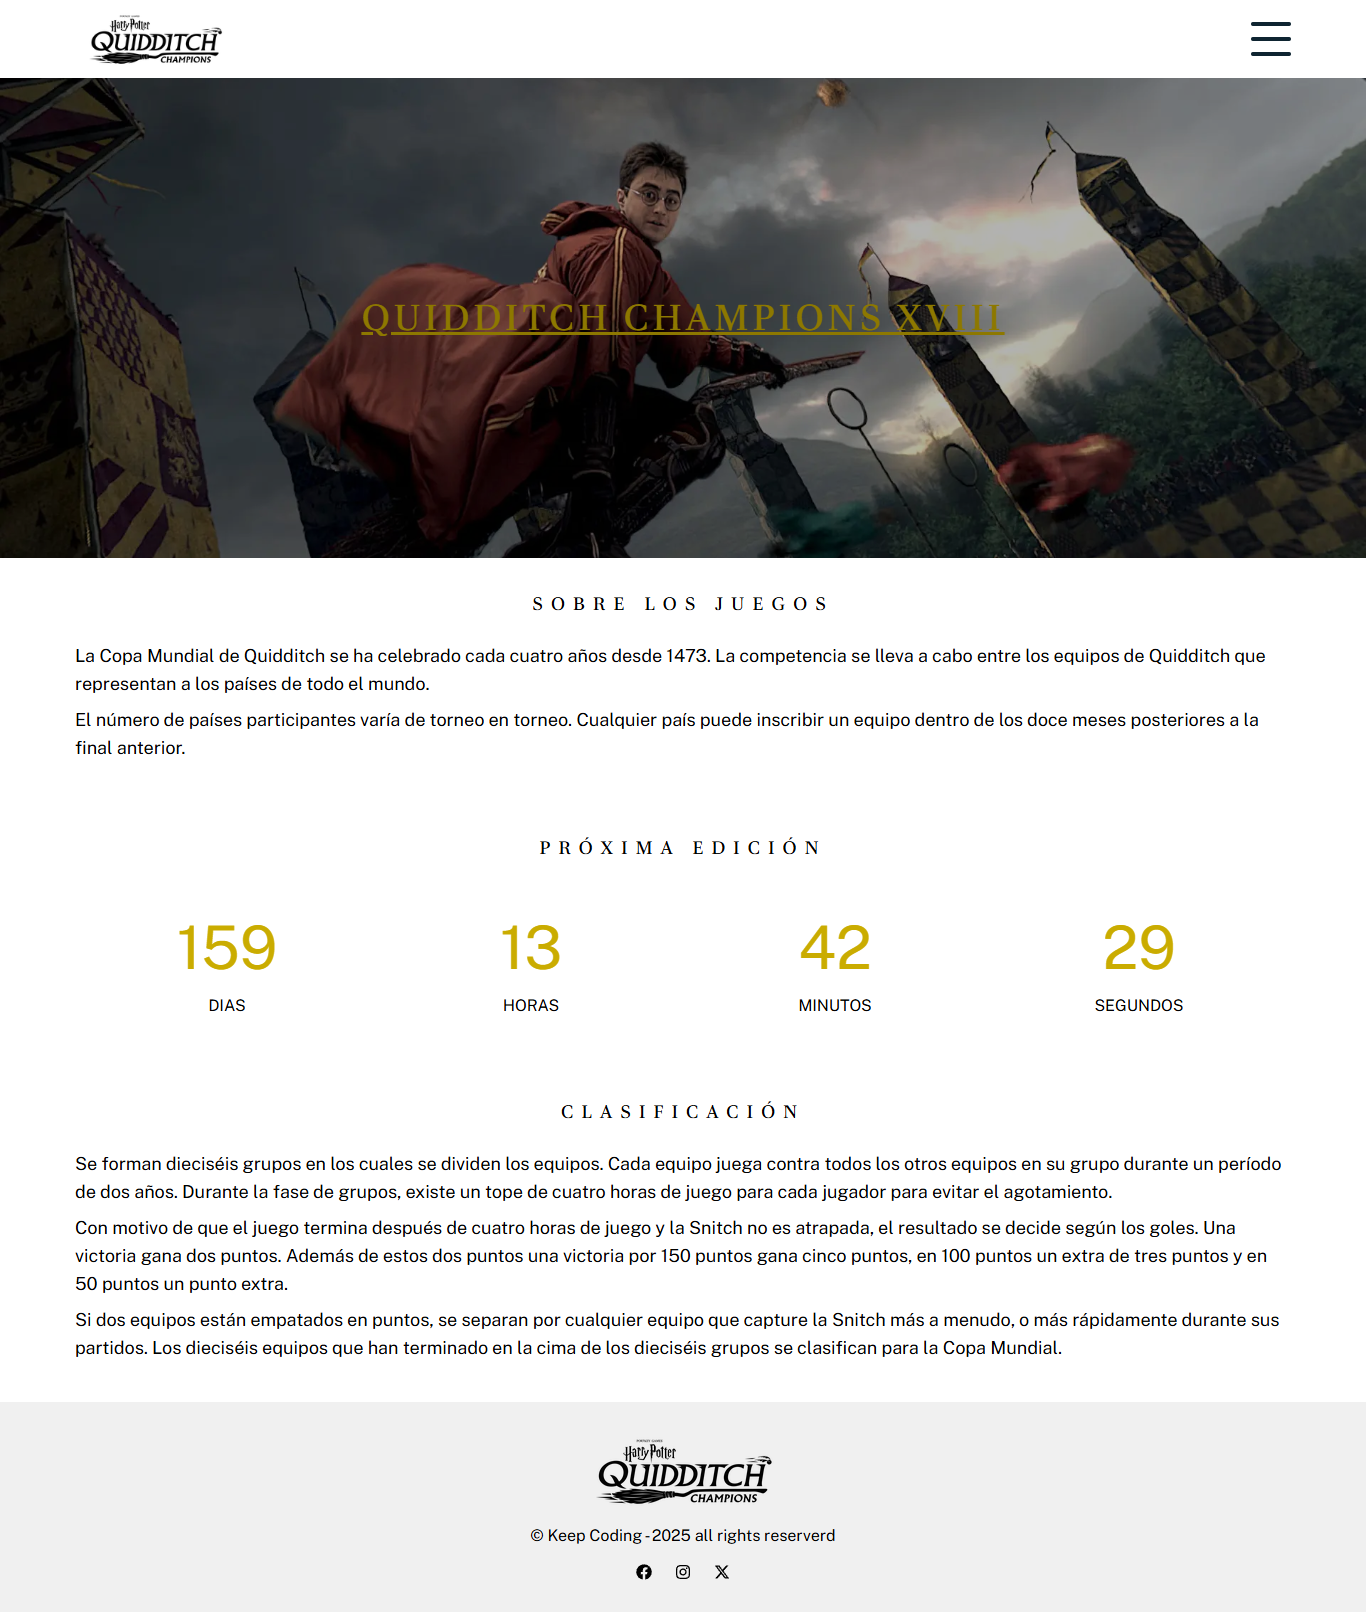 Harry Potter
QUIDDITCH
CHAMPIONS
QUIDDITCH CHAMPIONS XVIII
SOBRE LOS JUEGOS
La Copa Mundial de Quidditch se ha celebrado cada cuatro años desde 1473. La competencia se lleva a cabo entre los equipos de Quidditch que
representan a los países de todo el mundo.
El número de países participantes varía de torneo en torneo. Cualquier país puede inscribir un equipo dentro de los doce meses posteriores a la
final anterior.
PRÓXIMA EDICIÓN
159 13 42 29
DIAS HORAS MINUTOS SEGUNDOS
CLASIFICACIÓN
Se forman dieciséis grupos en los cuales se dividen los equipos. Cada equipo juega contra todos los otros equipos en su grupo durante un período
de dos años. Durante la fase de grupos, existe un tope de cuatro horas de juego para cada jugador para evitar el agotamiento.
Con motivo de que el juego termina después de cuatro horas de juego y la Snitch no es atrapada, el resultado se decide según los goles. Una
victoria gana dos puntos. Además de estos dos puntos una victoria por 150 puntos gana cinco puntos, en 100 puntos un extra de tres puntos y en
50 puntos un punto extra.
Si dos equipos están empatados en puntos, se separan por cualquier equipo que capture la Snitch más a menudo, o más rápidamente durante sus
partidos. Los dieciséis equipos que han terminado en la cima de los dieciséis grupos se clasifican para la Copa Mundial.
Harry Potter
QUIDDITCH
CHAMPIONS
© Keep Coding - 2025 all rights reserverd